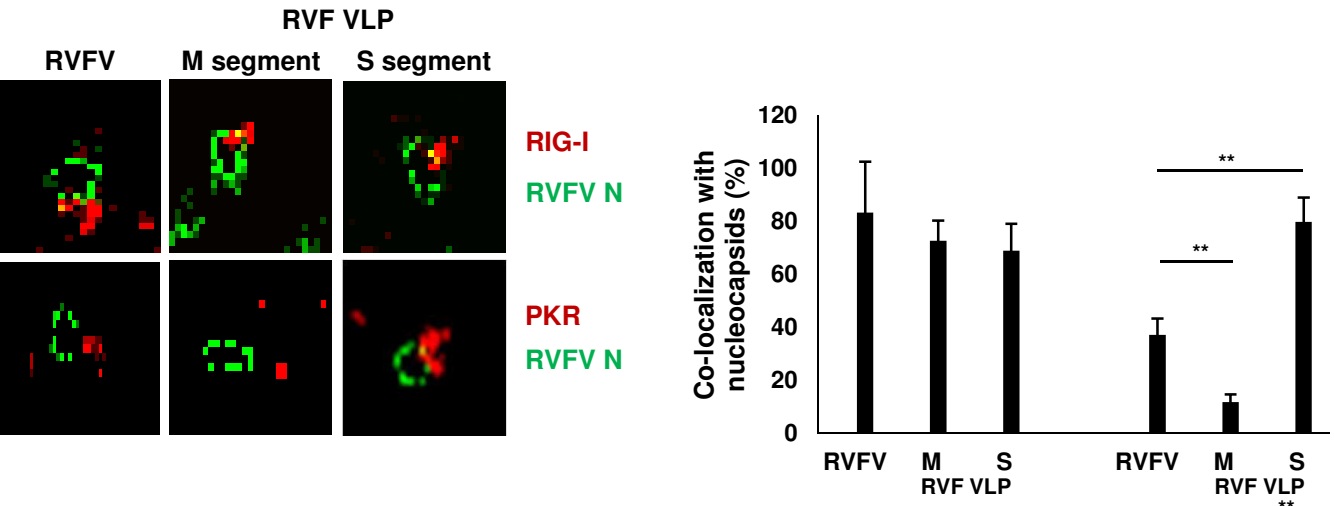 RVF VLP
RVFV M segment S segment
RIG-I
RVFV N
PKR
RVFV N
Co-localization with
nucleocapsids (%)
120
100
80
60
40
20
0
**
**
RVFV M S RVFV M S
RVF VLP RVF VLP
**